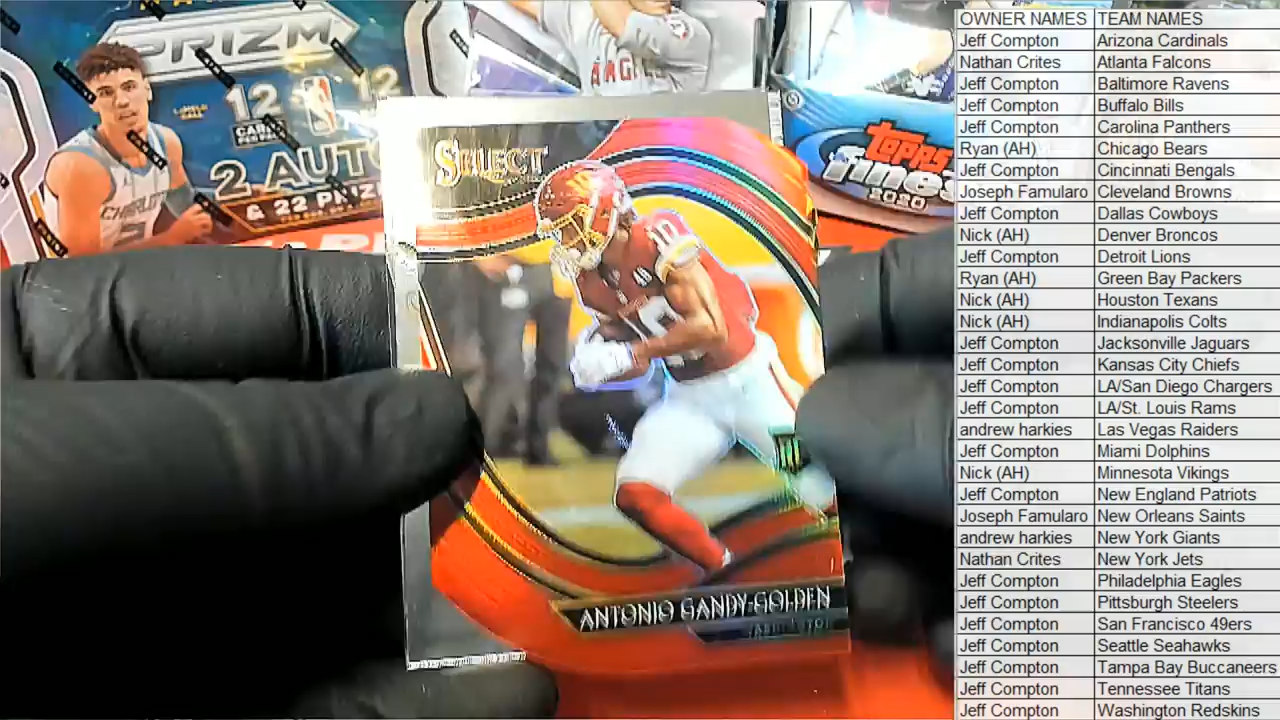 PRIZM
12
12
2 AUTO
& 22 PRIZ
CHARLOTTE
ANGEL
TOPPS
Fines
2020
SELECT
10
ANTONIO GANDY-GOLDEN
OWNER NAMES TEAM NAMES
Jeff Compton Arizona Cardinals
Nathan Crites Atlanta Falcons
Jeff Compton Baltimore Ravens
Jeff Compton Buffalo Bills
Jeff Compton Carolina Panthers
Ryan (AH) Chicago Bears
Jeff Compton Cincinnati Bengals
Joseph Famularo Cleveland Browns
Jeff Compton Dallas Cowboys
Nick (AH) Denver Broncos
Jeff Compton Detroit Lions
Ryan (AH) Green Bay Packers
Nick (AH) Houston Texans
Nick (AH) Indianapolis Colts
Jeff Compton Jacksonville Jaguars
Jeff Compton Kansas City Chiefs
Jeff Compton LA/San Diego Chargers
Jeff Compton LA/St. Louis Rams
andrew harkies Las Vegas Raiders
Jeff Compton Miami Dolphins
Nick (AH) Minnesota Vikings
Jeff Compton New England Patriots
Joseph Famularo New Orleans Saints
andrew harkies New York Giants
Nathan Crites New York Jets
Jeff Compton Philadelphia Eagles
Jeff Compton Pittsburgh Steelers
Jeff Compton San Francisco 49ers
Jeff Compton Seattle Seahawks
Jeff Compton Tampa Bay Buccaneers
Jeff Compton Tennessee Titans
Jeff Compton Washington Redskins